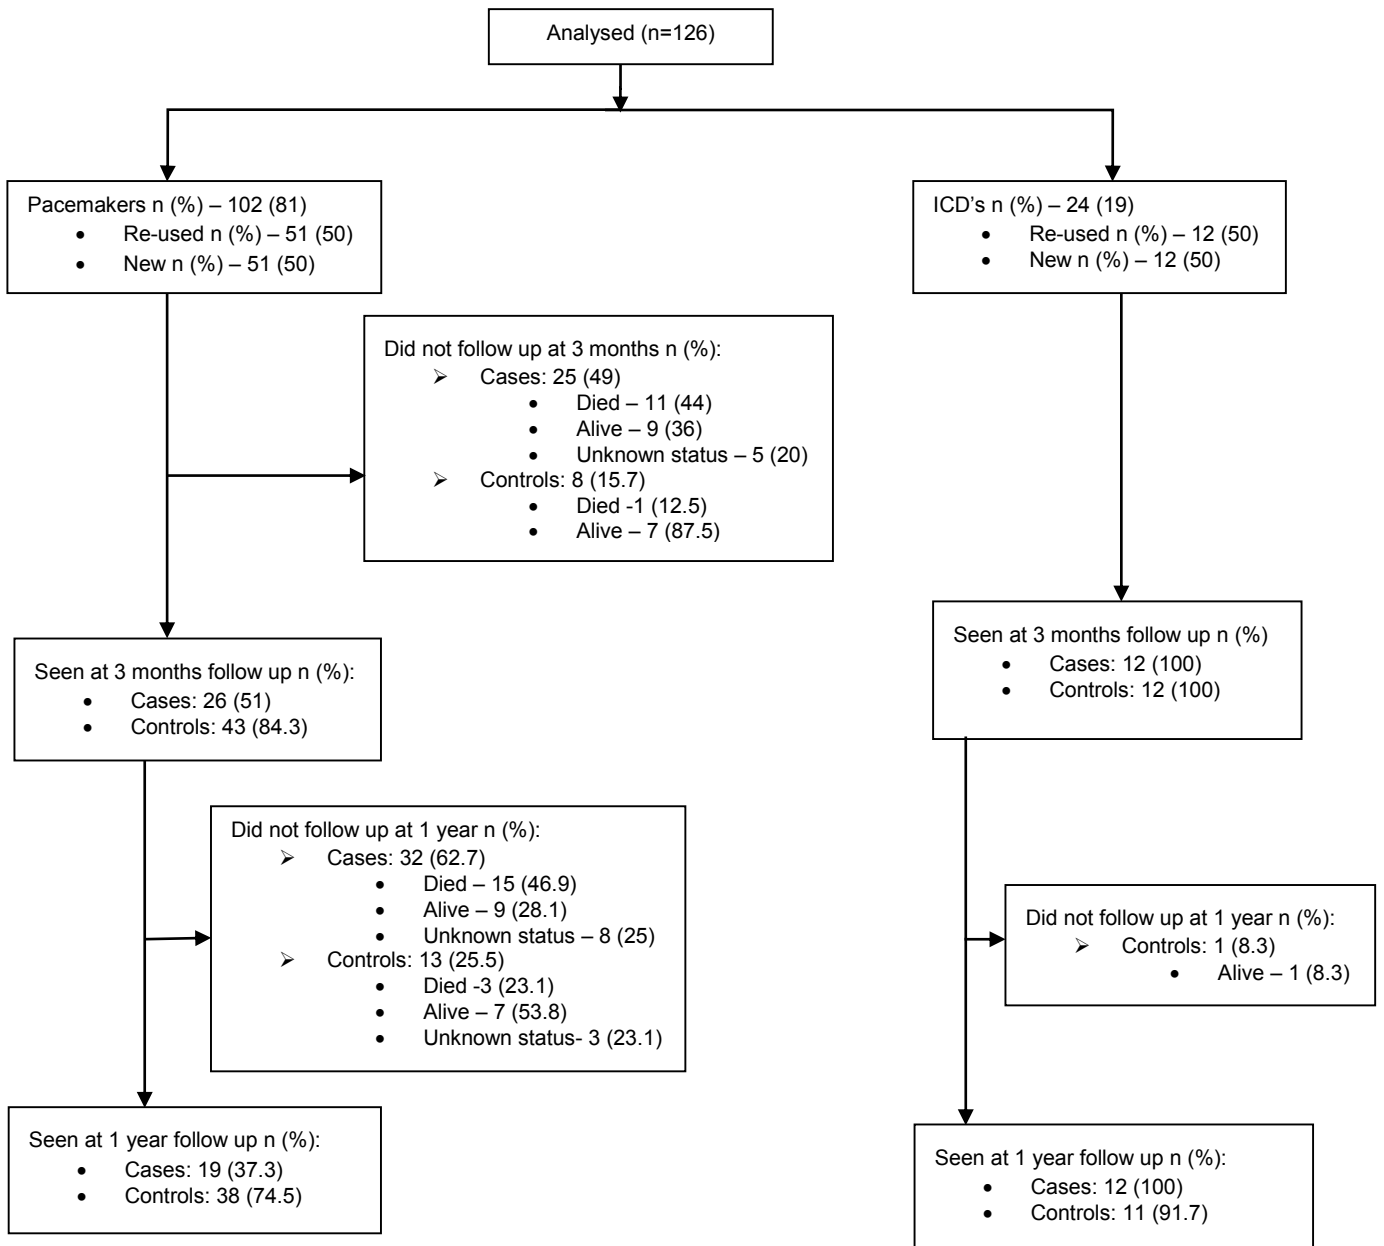 Analysed (n=126)
Pacemakers n (%) – 102 (81)
• Re-used n (%) – 51 (50)
• New n (%) – 51 (50)
ICD's n (%) – 24 (19)
• Re-used n (%) – 12 (50)
• New n (%) – 12 (50)
Did not follow up at 3 months n (%):
➢ Cases: 25 (49)
• Died – 11 (44)
• Alive – 9 (36)
• Unknown status – 5 (20)
➢ Controls: 8 (15.7)
• Died -1 (12.5)
• Alive – 7 (87.5)
Seen at 3 months follow up n (%):
• Cases: 26 (51)
• Controls: 43 (84.3)
Seen at 3 months follow up n (%)
• Cases: 12 (100)
• Controls: 12 (100)
Did not follow up at 1 year n (%):
➢ Cases: 32 (62.7)
• Died – 15 (46.9)
• Alive – 9 (28.1)
• Unknown status – 8 (25)
➢ Controls: 13 (25.5)
• Died -3 (23.1)
• Alive – 7 (53.8)
• Unknown status- 3 (23.1)
Did not follow up at 1 year n (%):
➢ Controls: 1 (8.3)
• Alive – 1 (8.3)
Seen at 1 year follow up n (%):
• Cases: 19 (37.3)
• Controls: 38 (74.5)
Seen at 1 year follow up n (%):
• Cases: 12 (100)
• Controls: 11 (91.7)